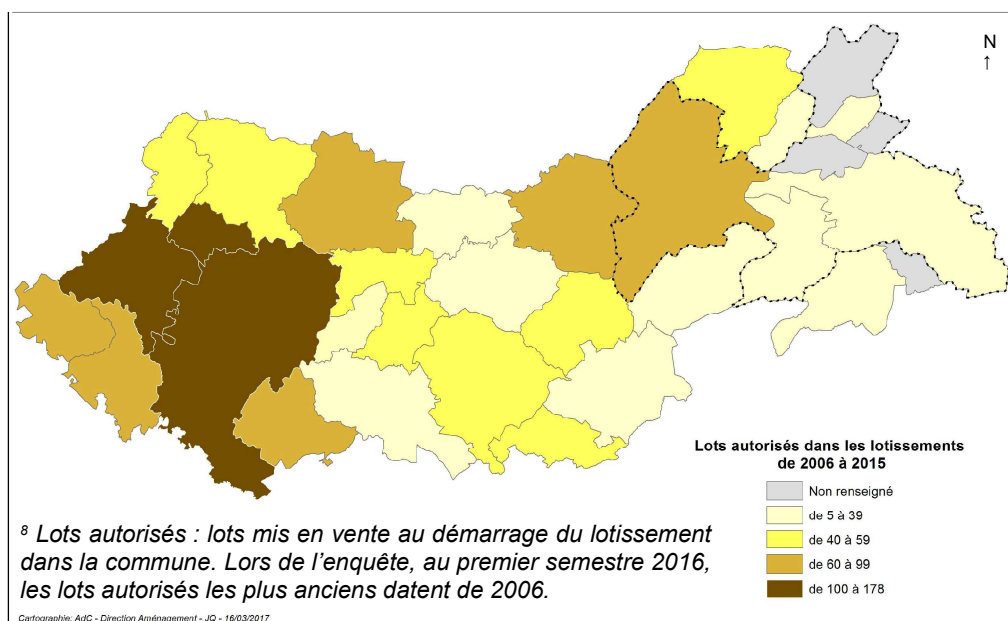 N
↑
Lots autorisés dans les lotissements
de 2006 à 2015
Non renseigné
de 5 à 39
de 40 à 59
de 60 à 99
de 100 à 178
⁸ Lots autorisés : lots mis en vente au démarrage du lotissement
dans la commune. Lors de l’enquête, au premier semestre 2016,
les lots autorisés les plus anciens datent de 2006.
Cartographie: AdC - Direction Aménagement - JQ - 16/03/2017